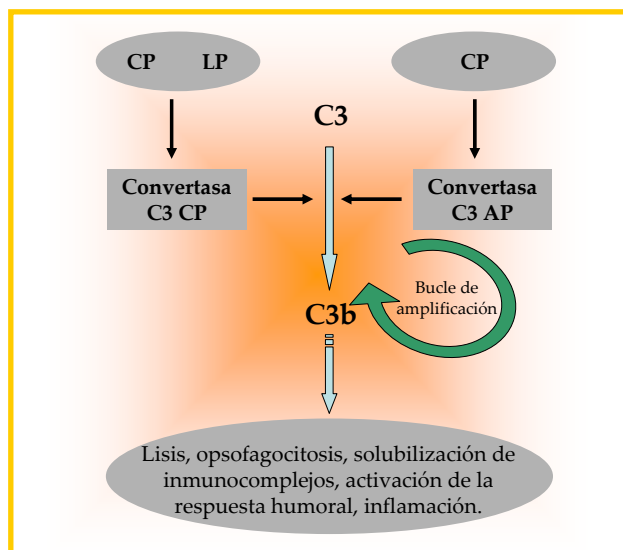 CP LP
CP
C3
Convertasa
C3 CP
Convertasa
C3 AP
Bucle de
amplificación
C3b
Lisis, opsofagocitosis, solubilización de
inmunocomplejos, activación de la
respuesta humoral, inflamación.